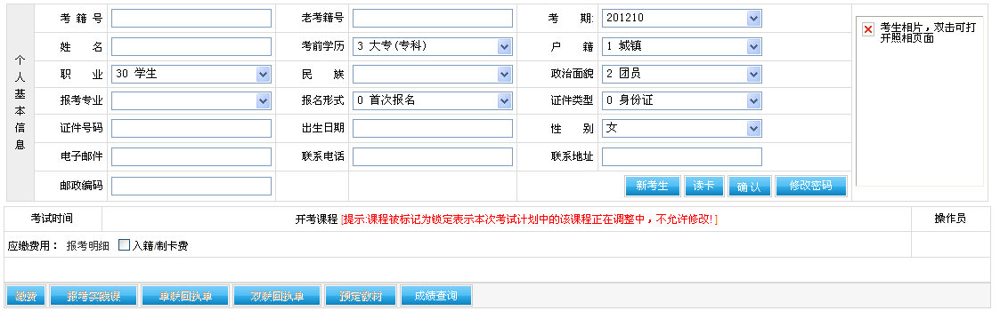 个人基本信息
考 籍 号 老考籍号 考 期: 201210
姓 名 考前学历 3 大专(专科) 户 籍 1 城镇
职 业 30 学生 民 族 政治面貌 2 团员
报考专业 报名形式 0 首次报名 证件类型 0 身份证
证件号码 出生日期 性 别 女
电子邮件 联系电话 联系地址
邮政编码 新考生 读卡 确 认 修改密码
考生相片，双击可打
开照相页面
考试时间 开考课程 [提示:课程被标记为锁定表示本次考试计划中的该课程正在调整中，不允许修改! ] 操作员
应缴费用： 报考明细 入籍/制卡费
缴费 报考实践课 单联回执单 双联回执单 预定教材 成绩查询